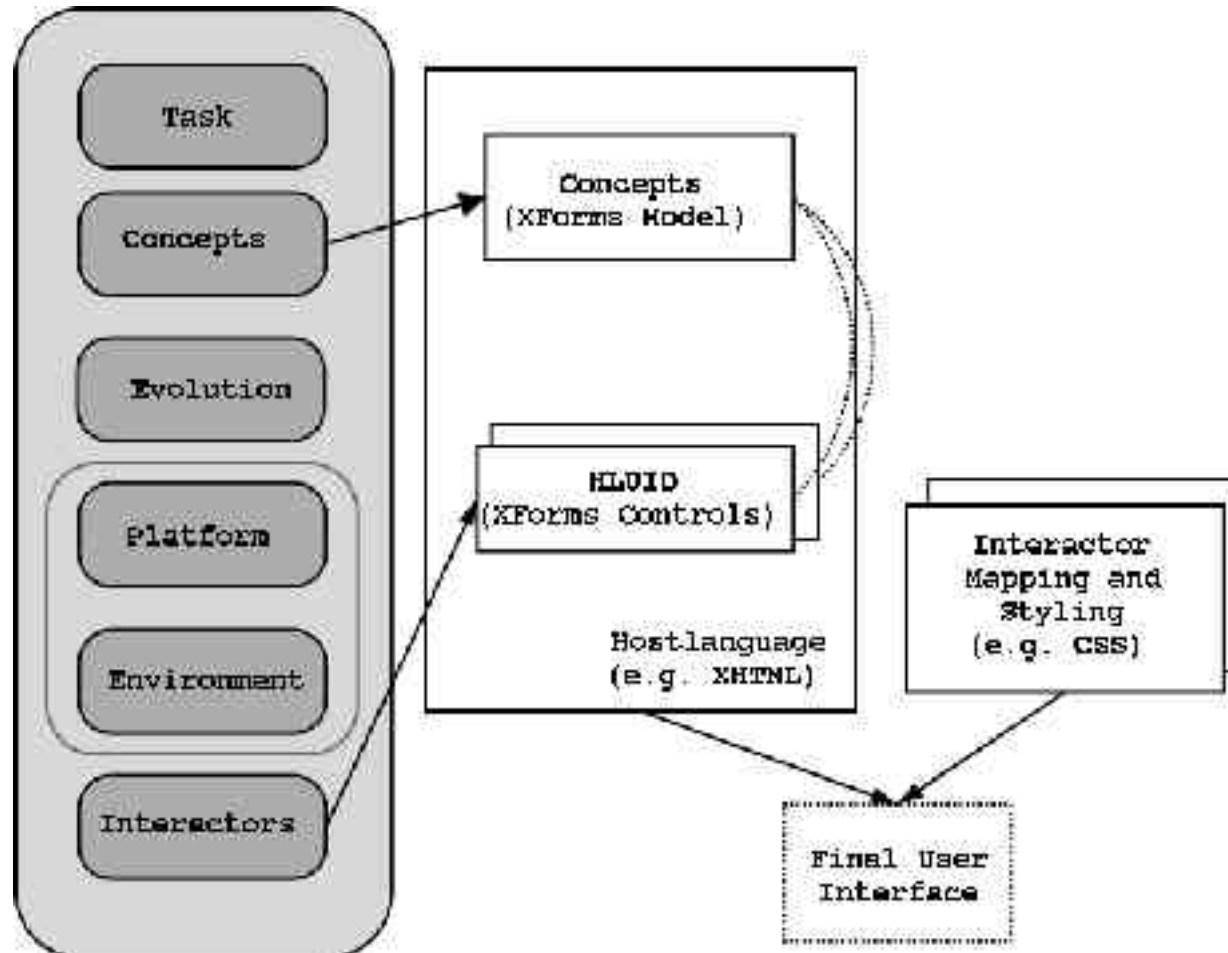 Task
Concepts
Evolution
Platform
Environment
Interactors
Concepts
(XForms Model)
HLUID
(XForms Controls)
Hostlanguage
(e.g. XHTNL)
Interactor
Mapping and
Styling
(e.g. CSS)
Final User
Interface